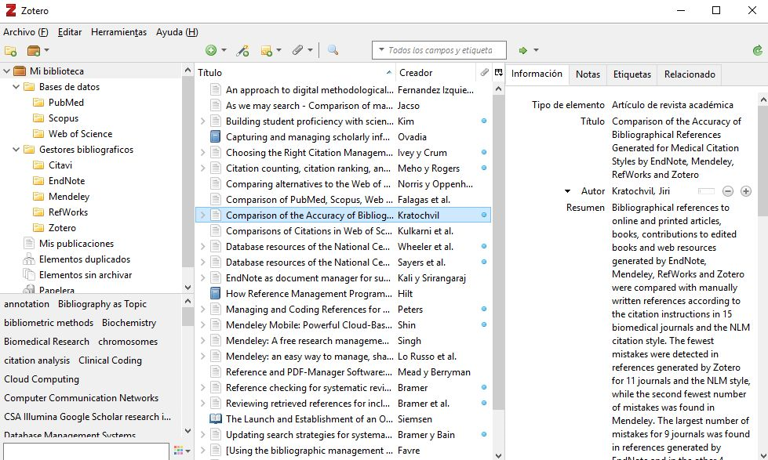 Zotero
Archivo (F) Editar Herramientas Ayuda (H)
Todos los campos y etiqueta
Mi biblioteca
Bases de datos
PubMed
Scopus
Web of Science
Gestores bibliograficos
Citavi
EndNote
Mendeley
RefWorks
Zotero
Mis publicaciones
Elementos duplicados
Elementos sin archivar
Papelera
annotation Bibliography as Topic
bibliometric methods Biochemistry
Biomedical Research chromosomes
citation analysis Clinical Coding
Cloud Computing
Computer Communication Networks
CSA Illumina Google Scholar research i...
Database Management Systems
Título Creador
An approach to digital methodological... Fernandez Izquie...
As we may search - Comparison of ma... Jacso
Building student proficiency with scien... Kim
Capturing and managing scholarly inf... Ovadia
Choosing the Right Citation Managem... Ivey y Crum
Citation counting, citation ranking, an... Meho y Rogers
Comparing alternatives to the Web of ... Norris y Oppenh...
Comparison of PubMed, Scopus, Web ... Falagas et al.
Comparison of the Accuracy of Bibliog... Kratochvil
Comparisons of Citations in Web of Sc... Kulkarni et al.
Database resources of the National Ce... Wheeler et al.
Database resources of the National Ce... Sayers et al.
EndNote as document manager for su... Kali y Srirangaraj
How Reference Management Program... Hilt
Managing and Coding References for ... Peters
Mendeley Mobile: Powerful Cloud-Bas... Shin
Mendeley: A free research manageme... Singh
Mendeley: an easy way to manage, sha... Lo Russo et al.
Reference and PDF-Manager Software:... Mead y Berryman
Reference checking for systematic revi... Bramer
Reviewing retrieved references for incl... Bramer et al.
The Launch and Establishment of an O... Siemsen
Updating search strategies for systema... Bramer y Bain
[Using the bibliographic management ... Favre
Información Notas Etiquetas Relacionado
Tipo de elemento Artículo de revista académica
Título Comparison of the Accuracy of
Bibliographical References
Generated for Medical Citation
Styles by EndNote, Mendeley,
RefWorks and Zotero
Autor Kratochvil, Jiri
Resumen Bibliographical references to
online and printed articles,
books, contributions to edited
books and web resources
generated by EndNote,
Mendeley, RefWorks and Zotero
were compared with manually
written references according to
the citation instructions in 15
biomedical journals and the NLM
citation style. The fewest
mistakes were detected in
references generated by Zotero
for 11 journals and the NLM style,
while the second fewest number
of mistakes was found in
Mendeley. The largest number of
mistakes for 9 journals was found
in references generated by
EndNote and in the other 4